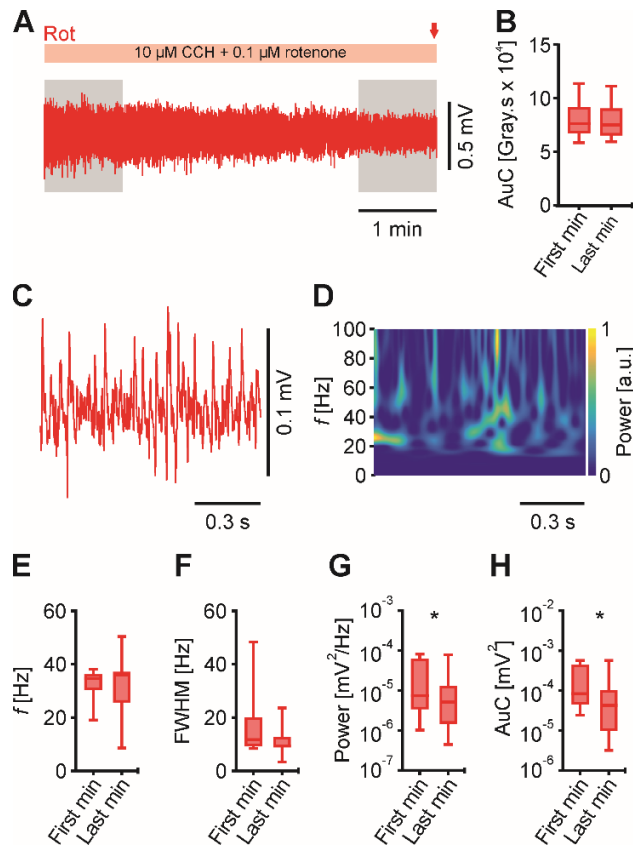 A
Rot
10 µM CCH + 0.1 µM rotenone
0.5 mV
1 min
B
AuC [Gray.s x 10⁴]
15
10
5
0
First min
Last min
C
0.1 mV
0.3 s
D
f [Hz]
100
80
60
40
20
0
1
Power [a.u.]
0
0.3 s
E
f [Hz]
60
40
20
0
First min
Last min
F
FWHM [Hz]
60
40
20
0
First min
Last min
G
Power [mV²/Hz]
10⁻³
10⁻⁴
10⁻⁵
10⁻⁶
10⁻⁷
*
First min
Last min
H
AuC [mV²]
10⁻²
10⁻³
10⁻⁴
10⁻⁵
10⁻⁶
*
First min
Last min